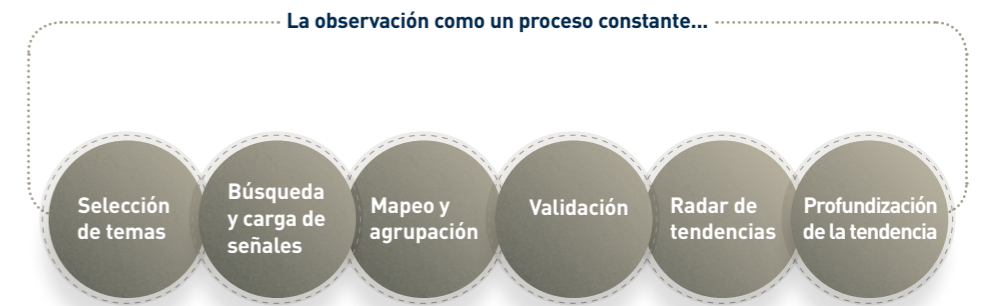 La observación como un proceso constante...
Selección
de temas
Búsqueda
y carga de
señales
Mapeo y
agrupación
Validación
Radar de
tendencias
Profundización
de la tendencia